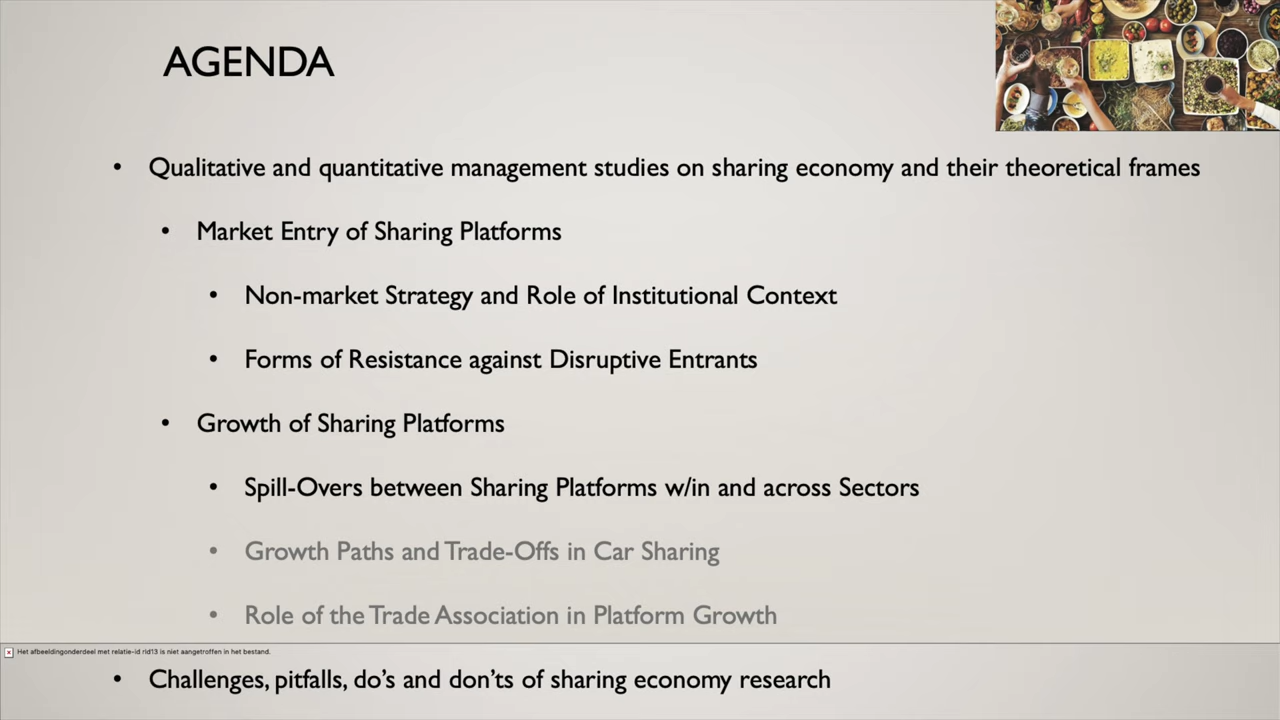 AGENDA
• Qualitative and quantitative management studies on sharing economy and their theoretical frames
• Market Entry of Sharing Platforms
• Non-market Strategy and Role of Institutional Context
• Forms of Resistance against Disruptive Entrants
• Growth of Sharing Platforms
• Spill-Overs between Sharing Platforms w/in and across Sectors
• Growth Paths and Trade-Offs in Car Sharing
• Role of the Trade Association in Platform Growth
Het afbeeldingonderdeel met relatie-id rId13 is niet aangetroffen in het bestand.
• Challenges, pitfalls, do's and don'ts of sharing economy research